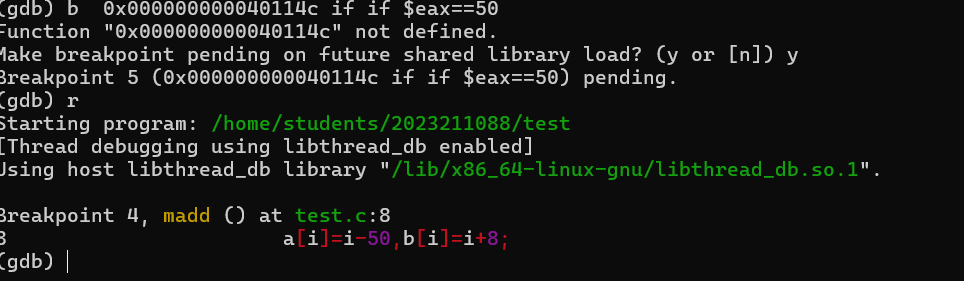 (gdb) b  0x000000000040114c if if $eax==50
Function "0x000000000040114c" not defined.
Make breakpoint pending on future shared library load? (y or [n]) y
Breakpoint 5 (0x000000000040114c if if $eax==50) pending.
(gdb) r
Starting program: /home/students/2023211088/test
[Thread debugging using libthread_db enabled]
Using host libthread_db library "/lib/x86_64-linux-gnu/libthread_db.so.1".

Breakpoint 4, madd () at test.c:8
8                       a[i]=i-50,b[i]=i+8;
(gdb)